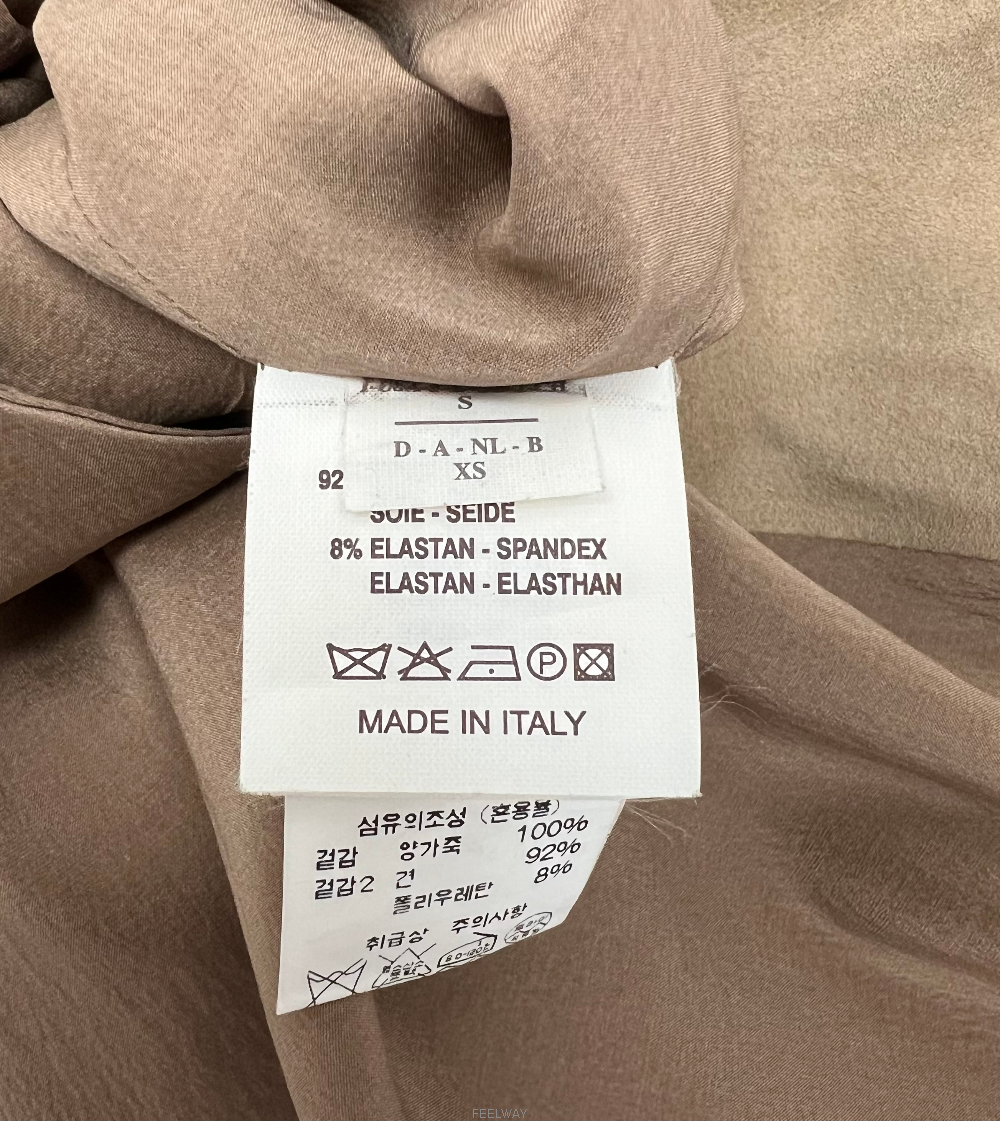 S
D - A - NL - B
XS
92
SOIE - SEIDE
8% ELASTAN - SPANDEX
ELASTAN - ELASTHAN
P
MADE IN ITALY
섬유의조성 (혼용율)
겉감 양가죽 100%
겉감2 견 92%
폴리우레탄 8%
취급상 주의사항
FEELWAY